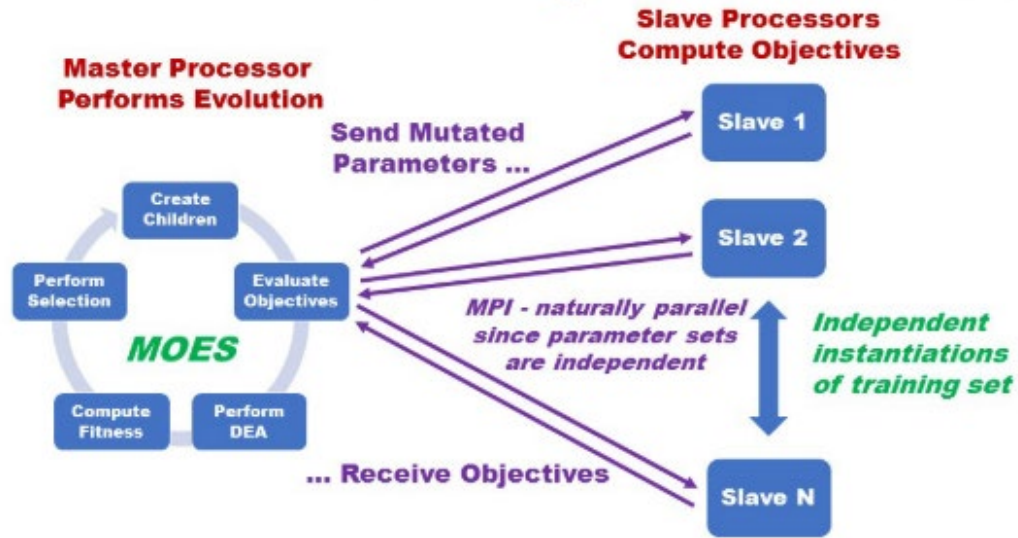 Slave Processors
Compute Objectives
Master Processor
Performs Evolution
Slave 1
Send Mutated
Parameters ...
Create
Children
Slave 2
Perform
Selection
Evaluate
Objectives
MPI - naturally parallel
since parameter sets
are independent
Independent
instantiations
of training set
MOES
Compute
Fitness
Perform
DEA
... Receive Objectives
Slave N